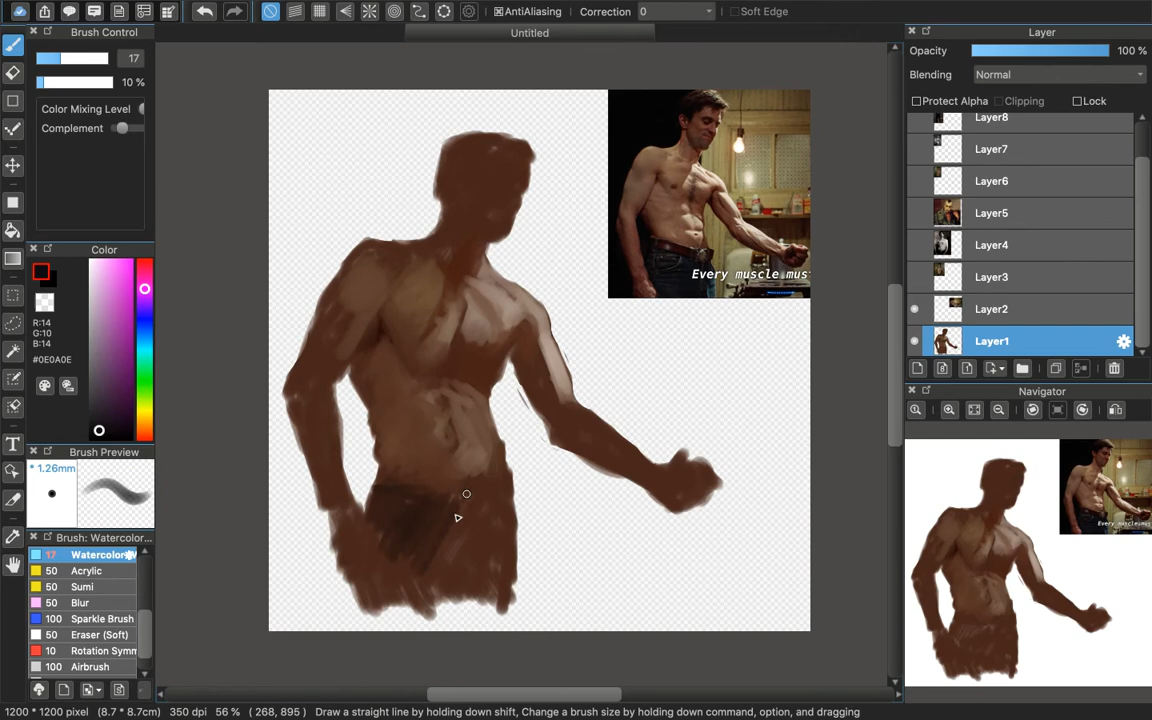 AntiAliasing Correction 0 Soft Edge
Brush Control
17
10 %
Color Mixing Level
Complement
Color
R:14
G:10
B:14
#0E0A0E
Brush Preview
* 1.26mm
Brush: Watercolor...
17 Watercolor
50 Acrylic
50 Sumi
50 Blur
100 Sparkle Brush
50 Eraser (Soft)
10 Rotation Symm
100 Airbrush
Untitled
Every muscle mus
Layer
Opacity 100 %
Blending Normal
Protect Alpha Clipping Lock
Layer8
Layer7
Layer6
Layer5
Layer4
Layer3
Layer2
Layer1
Navigator
1200 * 1200 pixel (8.7 * 8.7cm) 350 dpi 56 % ( 268, 895 ) Draw a straight line by holding down shift, Change a brush size by holding down command, option, and dragging